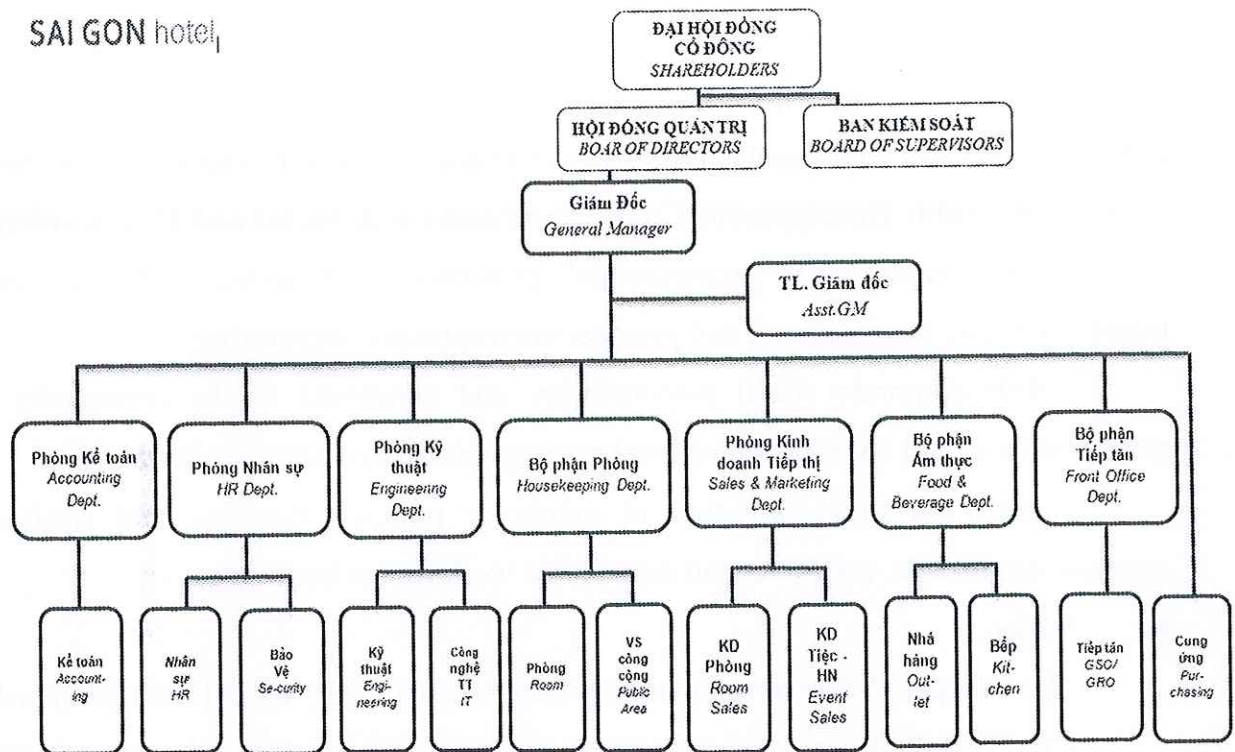 SAI GON hotel
ĐẠI HỘI ĐỒNG
CỔ ĐÔNG
SHAREHOLDERS
HỘI ĐỒNG QUẢN TRỊ
BOAR OF DIRECTORS
BAN KIỂM SOÁT
BOARD OF SUPERVISORS
Giám Đốc
General Manager
TL. Giám đốc
Asst.GM
Phòng Kế toán
Accounting
Dept.
Phòng Nhân sự
HR Dept.
Phòng Kỹ
thuật
Engineering
Dept.
Bộ phận Phòng
Housekeeping Dept.
Phòng Kinh
doanh Tiếp thị
Sales & Marketing
Dept.
Bộ phận
Ẩm thực
Food &
Beverage Dept.
Bộ phận
Tiếp tân
Front Office
Dept.
Kế toán
Account-
ing
Nhân
sự
HR
Bảo
Vệ
Se-curity
Kỹ
thuật
Engi-
neering
Công
nghệ
TT
IT
Phòng
Room
VS
công
cộng
Public
Area
KD
Phòng
Room
Sales
KD
Tiệc -
HN
Event
Sales
Nhà
hàng
Out-
let
Bếp
Kit-
chen
Tiếp tân
GSO/
GRO
Cung
ứng
Pur-
chasing